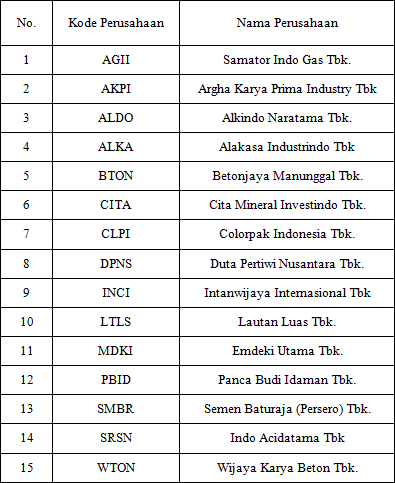 No. Kode Perusahaan Nama Perusahaan
1 AGII Samator Indo Gas Tbk.
2 AKPI Argha Karya Prima Industry Tbk
3 ALDO Alkindo Naratama Tbk.
4 ALKA Alakasa Industrindo Tbk
5 BTON Betonjaya Manunggal Tbk.
6 CITA Cita Mineral Investindo Tbk.
7 CLPI Colorpak Indonesia Tbk.
8 DPNS Duta Pertiwi Nusantara Tbk.
9 INCI Intanwijaya Internasional Tbk
10 LTLS Lautan Luas Tbk.
11 MDKI Emdeki Utama Tbk.
12 PBID Panca Budi Idaman Tbk.
13 SMBR Semen Baturaja (Persero) Tbk.
14 SRSN Indo Acidatama Tbk
15 WTON Wijaya Karya Beton Tbk.